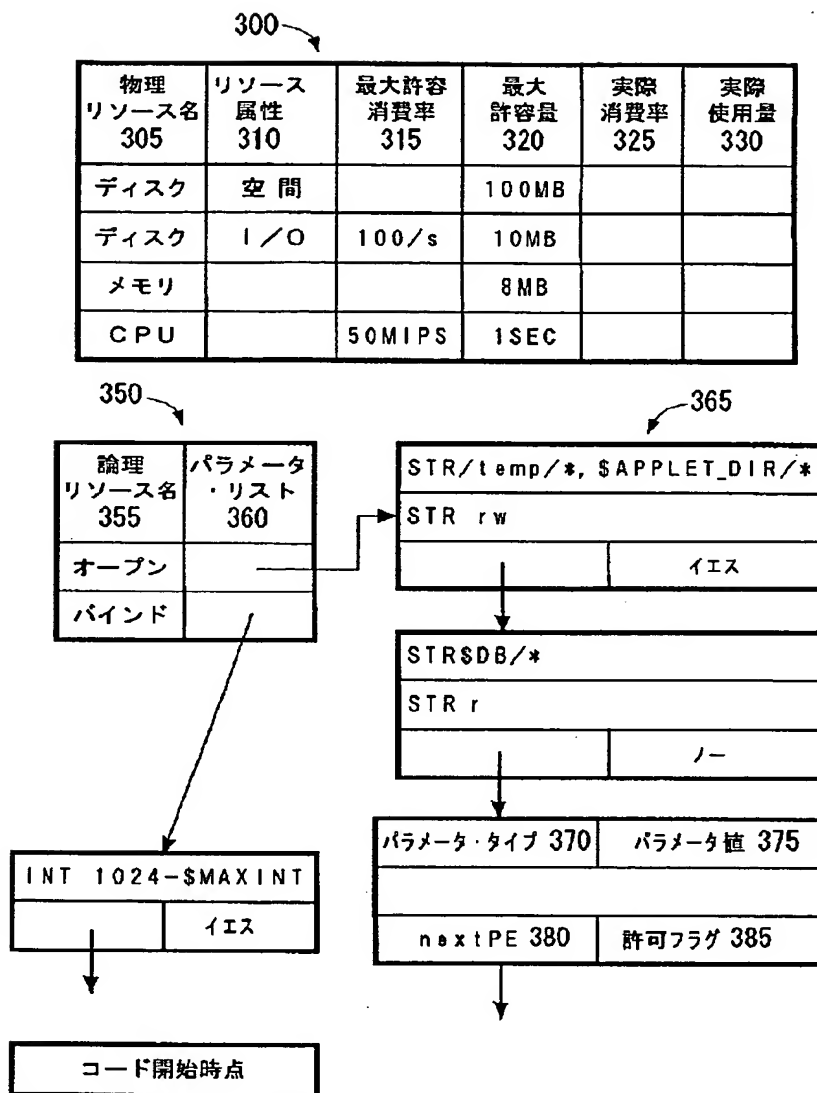 300
物理
リソース名
305
リソース
属性
310
最大許容
消費率
315
最大
許容量
320
実際
消費率
325
実際
使用量
330
ディスク 空間 100MB
ディスク I/O 100/s 10MB
メモリ 8MB
CPU 50MIPS 1SEC
350
論理
リソース名
355
パラメータ
・リスト
360
オープン
バインド
365
STR/temp/*, $APPLET_DIR/*
STR rw
イエス
STR$DB/*
STR r
ノー
パラメータ・タイプ 370 パラメータ値 375
nextPE 380 許可フラグ 385
INT 1024-$MAXINT
イエス
コード開始時点